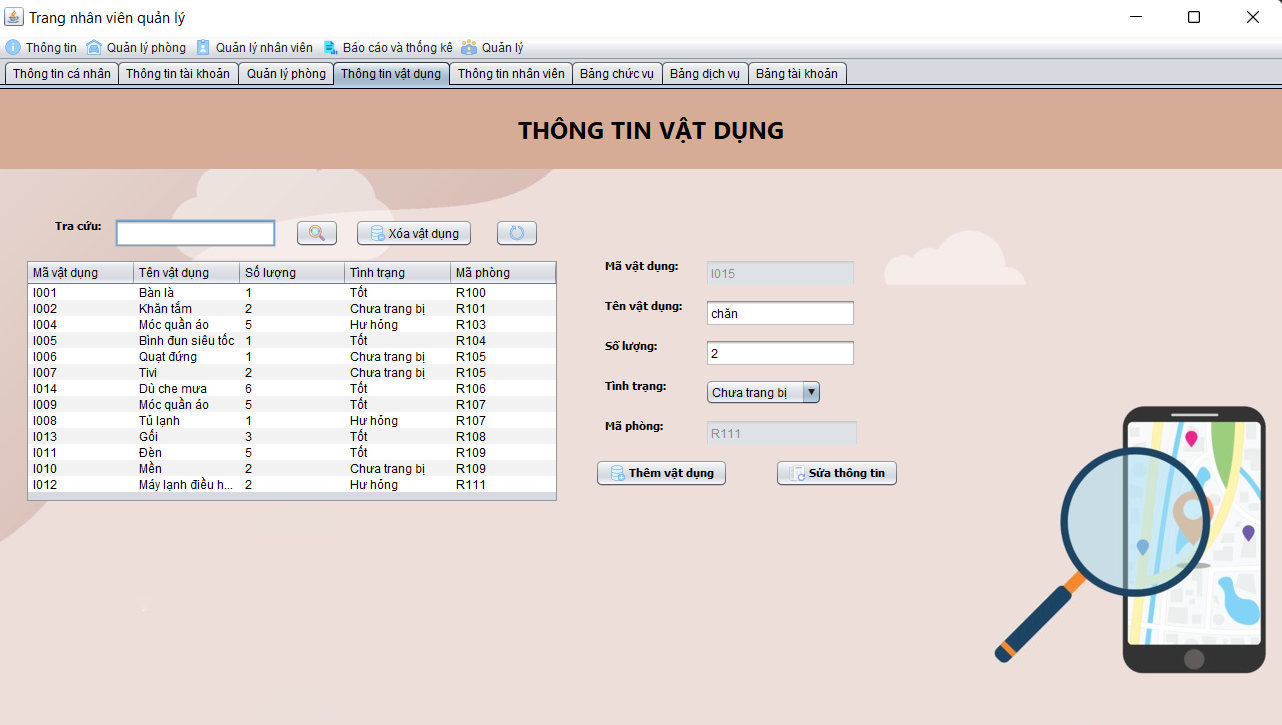 Trang nhân viên quản lý
Thông tin Quản lý phòng Quản lý nhân viên Báo cáo và thống kê Quản lý
Thông tin cá nhân Thông tin tài khoản Quản lý phòng Thông tin vật dụng Thông tin nhân viên Bảng chức vụ Bảng dịch vụ Bảng tài khoản
THÔNG TIN VẬT DỤNG
Tra cứu: Xóa vật dụng
Mã vật dụng Tên vật dụng Số lượng Tình trạng Mã phòng
I001 Bàn là 1 Tốt R100
I002 Khăn tắm 2 Chưa trang bị R101
I004 Móc quần áo 5 Hư hỏng R103
I005 Bình đun siêu tốc 1 Tốt R104
I006 Quạt đứng 1 Chưa trang bị R105
I007 Tivi 2 Chưa trang bị R105
I014 Dù che mưa 6 Tốt R106
I009 Móc quần áo 5 Tốt R107
I008 Tủ lạnh 1 Hư hỏng R107
I013 Gối 3 Tốt R108
I011 Đèn 5 Tốt R109
I010 Mền 2 Chưa trang bị R109
I012 Máy lạnh điều h... 2 Hư hỏng R111
Mã vật dụng: I015
Tên vật dụng: chăn
Số lượng: 2
Tình trạng: Chưa trang bị
Mã phòng: R111
Thêm vật dụng Sửa thông tin